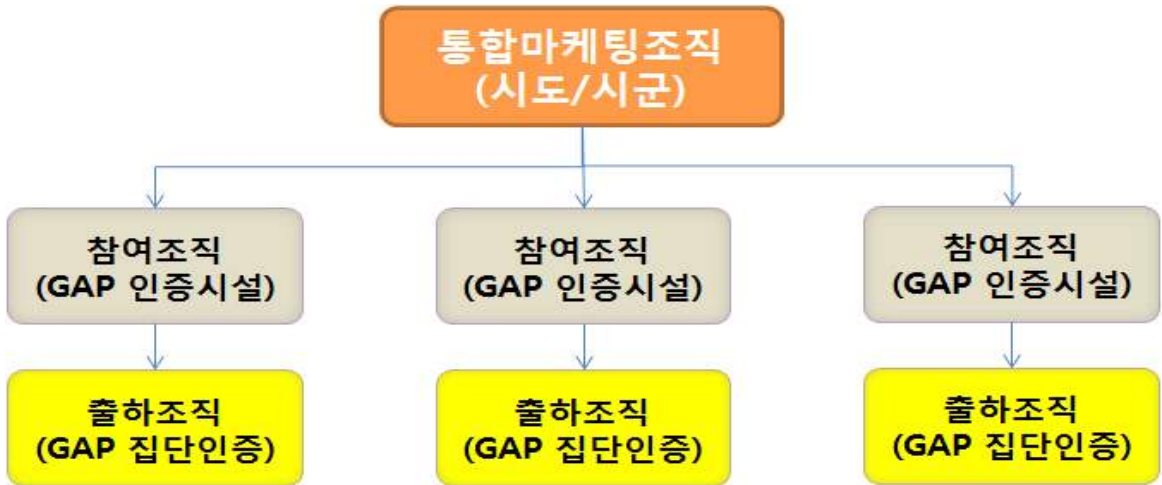 통합마케팅조직
(시도/시군)
참여조직
(GAP 인증시설)
참여조직
(GAP 인증시설)
참여조직
(GAP 인증시설)
출하조직
(GAP 집단인증)
출하조직
(GAP 집단인증)
출하조직
(GAP 집단인증)